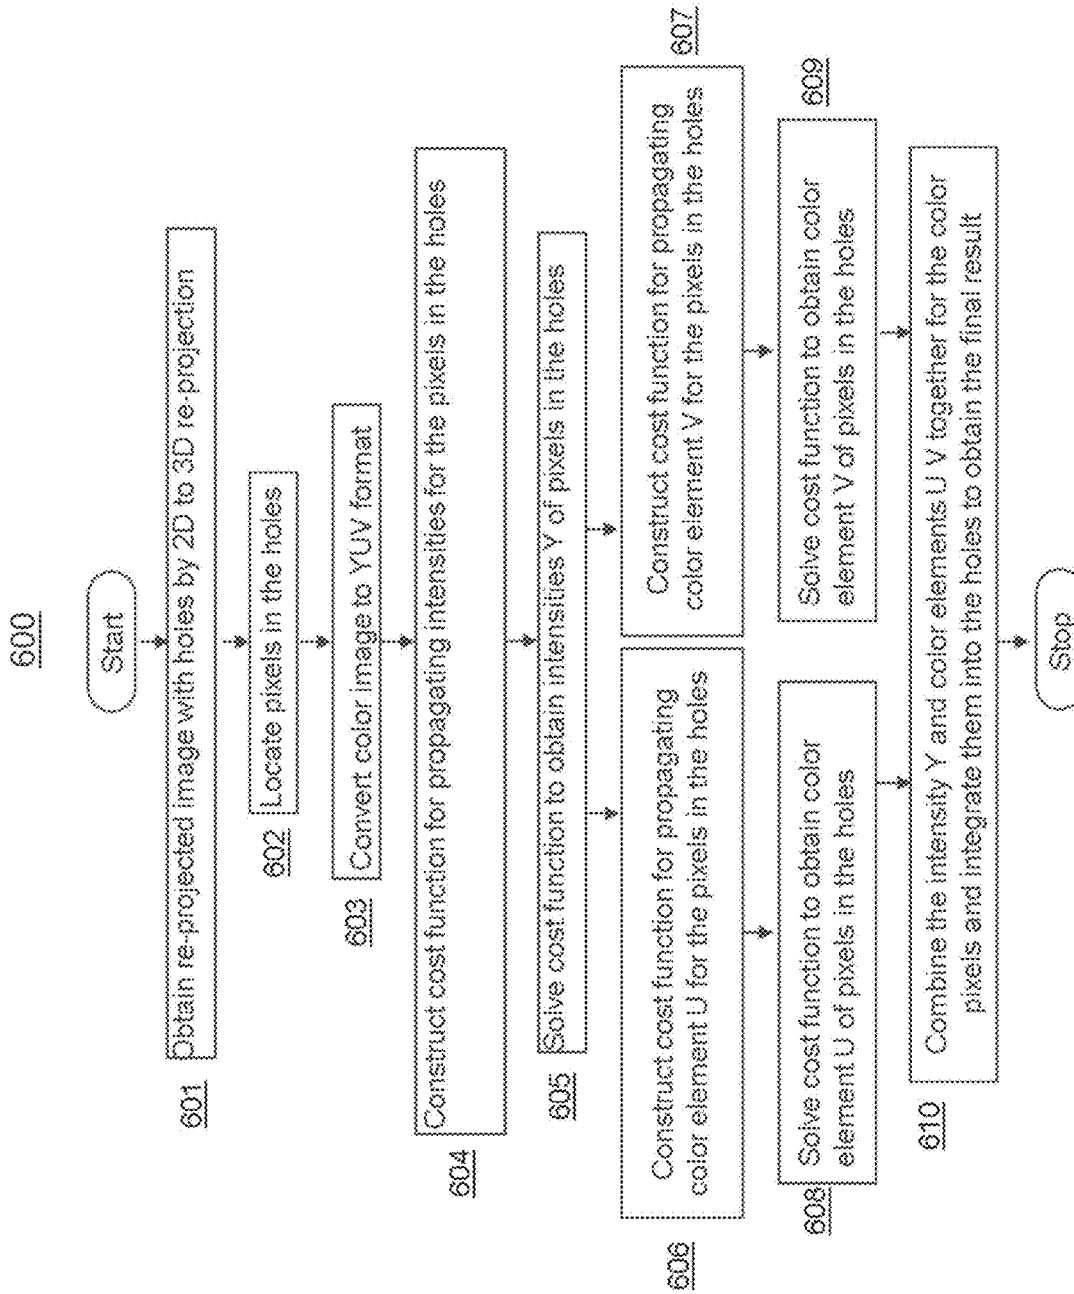 600
Start
Obtain re-projected image with holes by 2D to 3D re-projection
601
Locate pixels in the holes
602
Convert color image to YUV format
603
Construct cost function for propagating intensities for the pixels in the holes
604
Solve cost function to obtain intensities Y of pixels in the holes
605
Construct cost function for propagating
color element U for the pixels in the holes
606
Construct cost function for propagating
color element V for the pixels in the holes
607
Solve cost function to obtain color
element U of pixels in the holes
608
Solve cost function to obtain color
element V of pixels in the holes
609
Combine the intensity Y and color elements U V together for the color
pixels and integrate them into the holes to obtain the final result
610
Stop